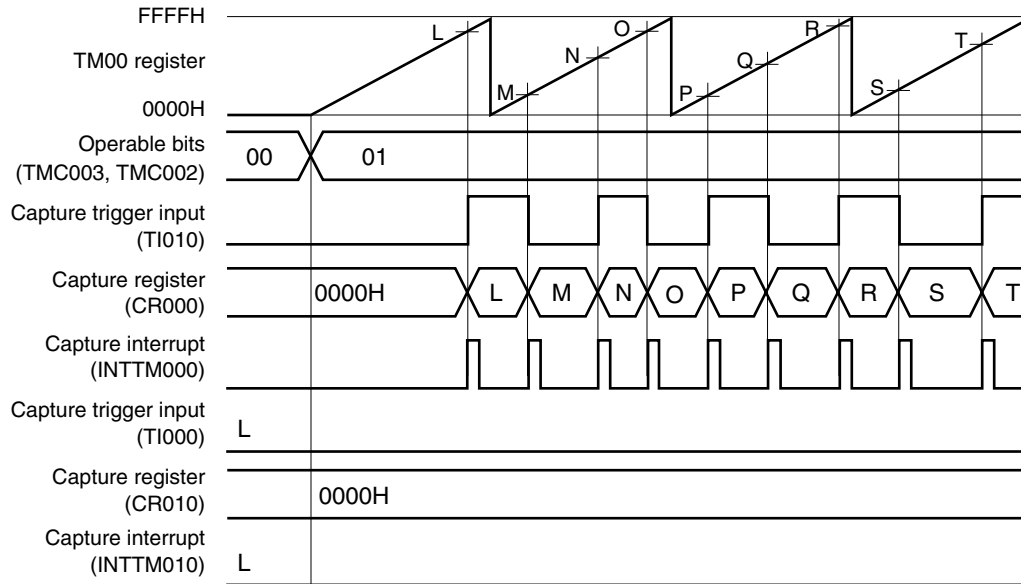 FFFFH
TM00 register
0000H
L M N O P Q R S T
Operable bits
(TMC003, TMC002)
00 01
Capture trigger input
(TI010)
Capture register
(CR000)
0000H L M N O P Q R S T
Capture interrupt
(INTTM000)
Capture trigger input
(TI000)
L
Capture register
(CR010)
0000H
Capture interrupt
(INTTM010)
L